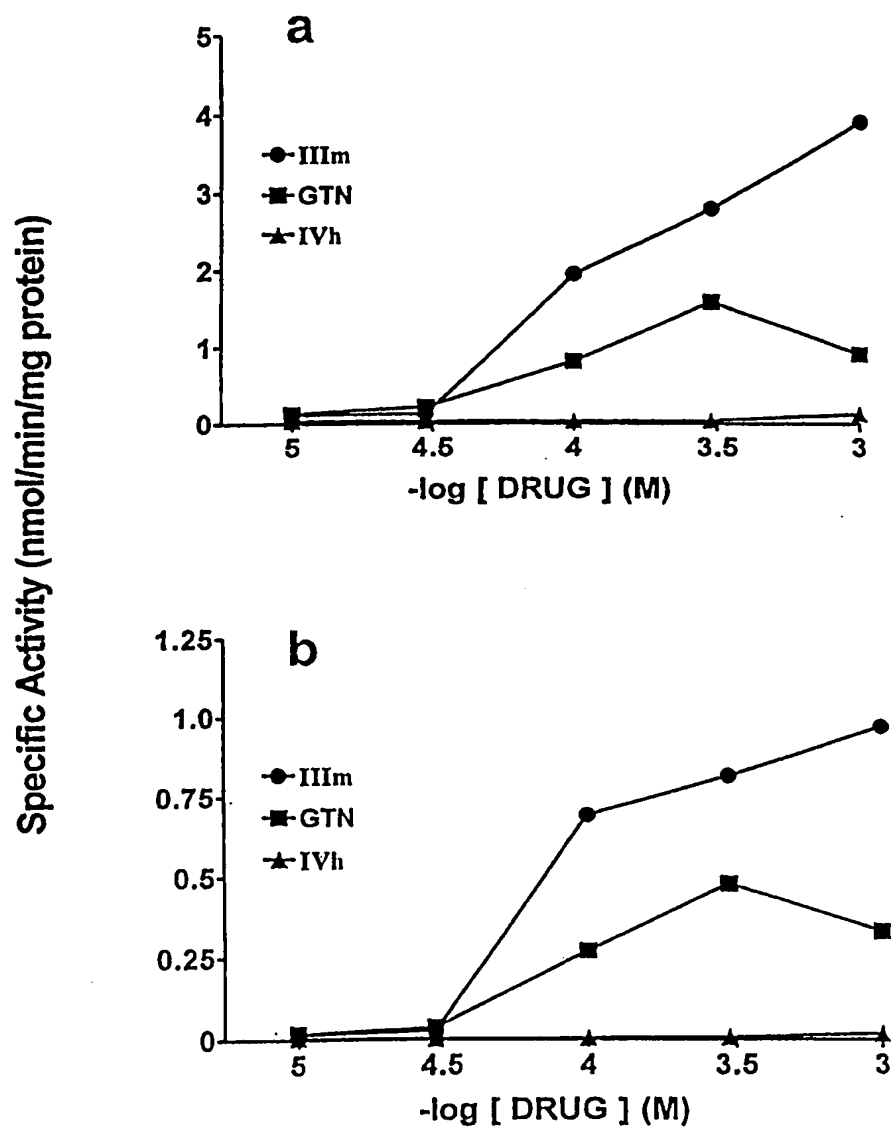 Specific Activity (nmol/min/mg protein)
a
5
4
3
2
1
0
IIIm
GTN
IVh
5 4.5 4 3.5 3
-log [ DRUG ] (M)
b
1.25
1.0
0.75
0.5
0.25
0
IIIm
GTN
IVh
5 4.5 4 3.5 3
-log [ DRUG ] (M)